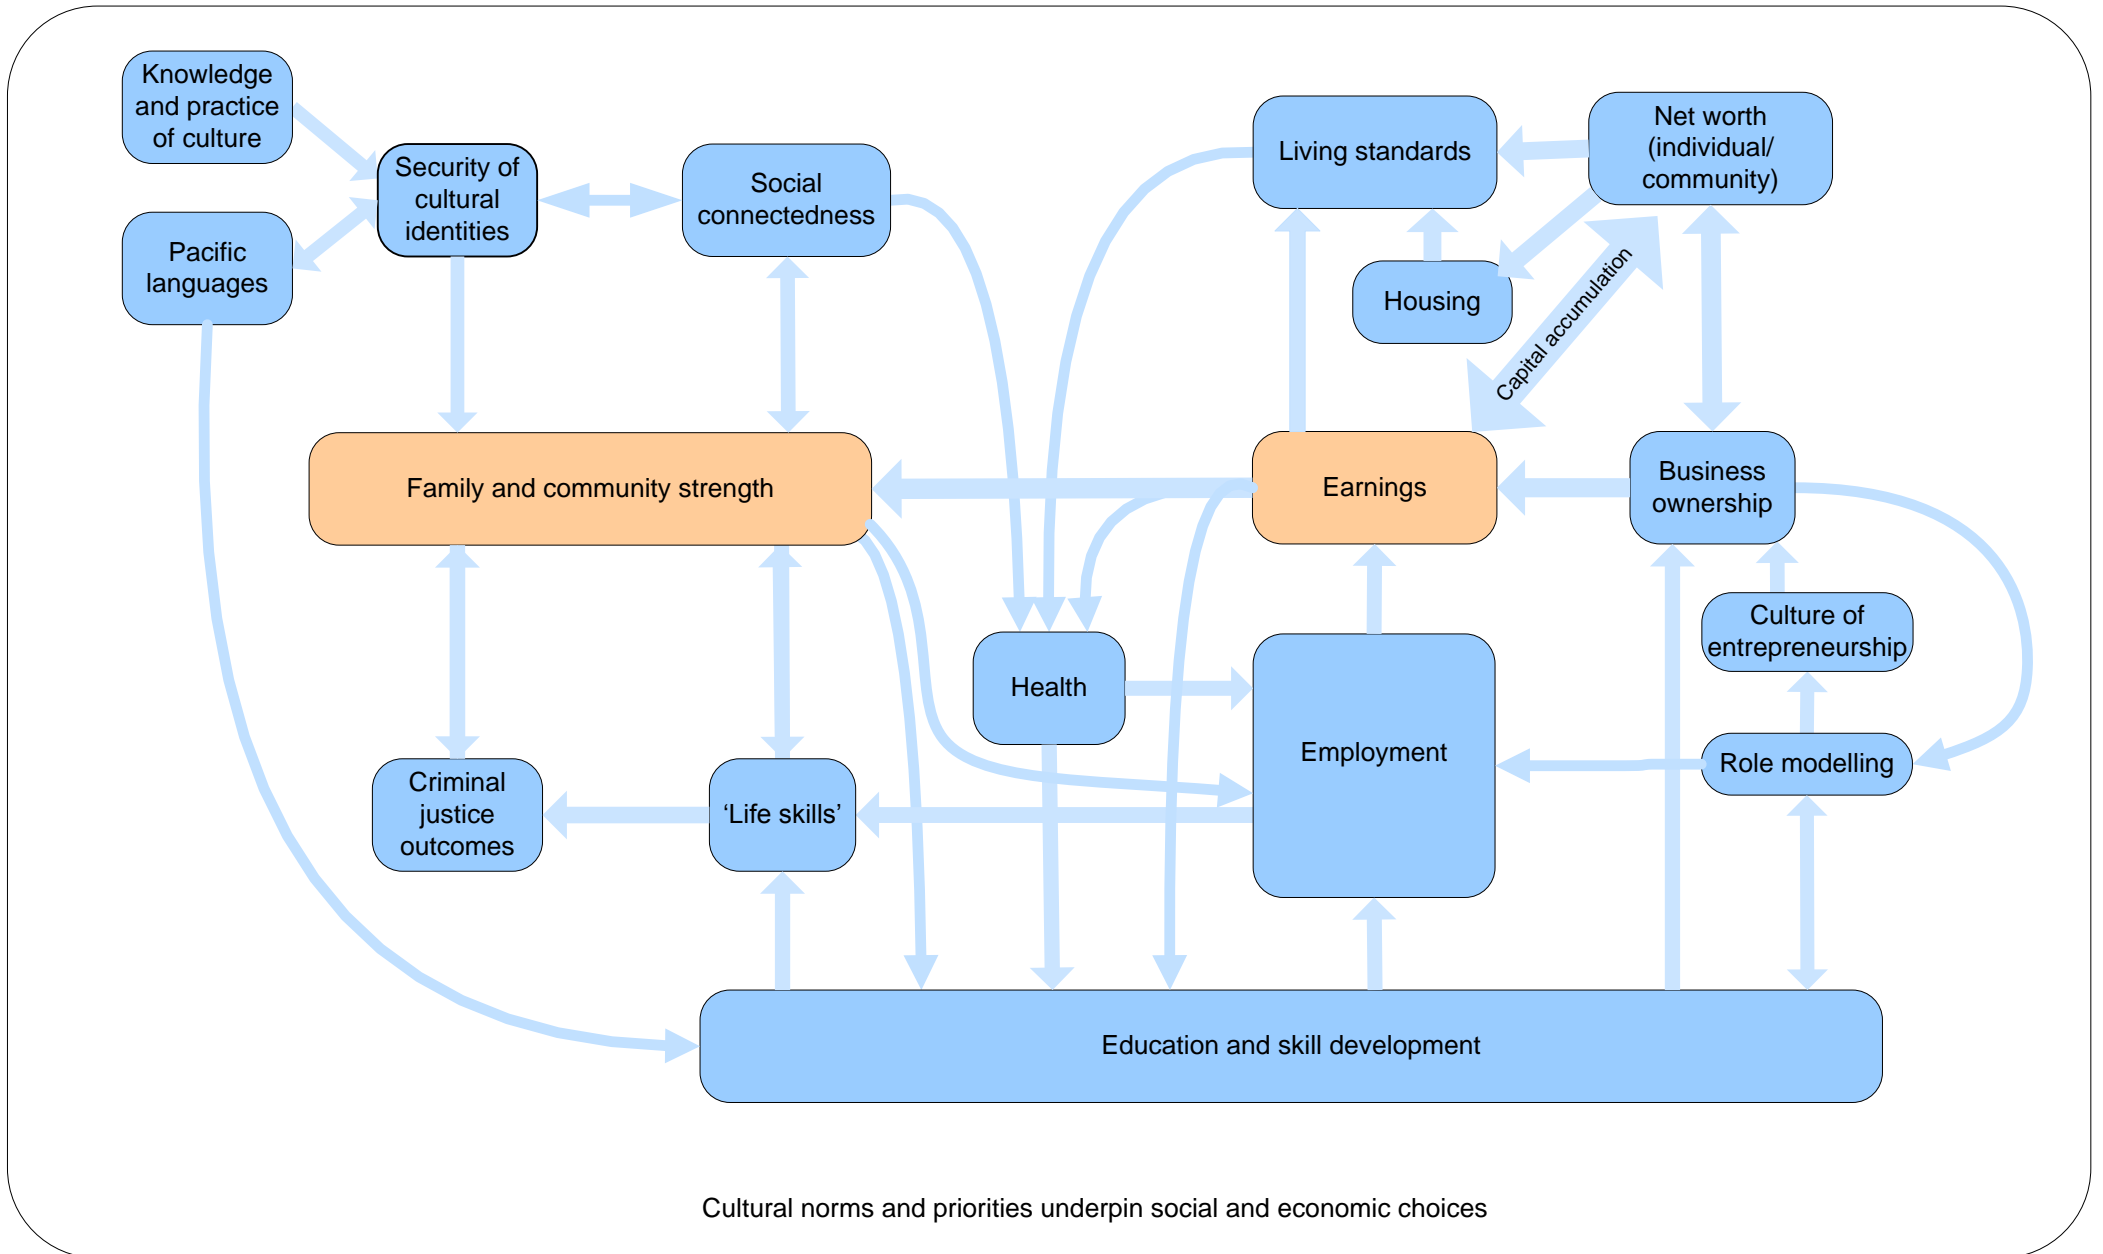 Knowledge
and practice
of culture
Security of
cultural
identities
Social
connectedness
Pacific
languages
Living standards
Net worth
(individual/
community)
Housing
Capital accumulation
Family and community strength
Earnings
Business
ownership
Culture of
entrepreneurship
Health
Employment
Role modelling
Criminal
justice
outcomes
‘Life skills’
Education and skill development
Cultural norms and priorities underpin social and economic choices